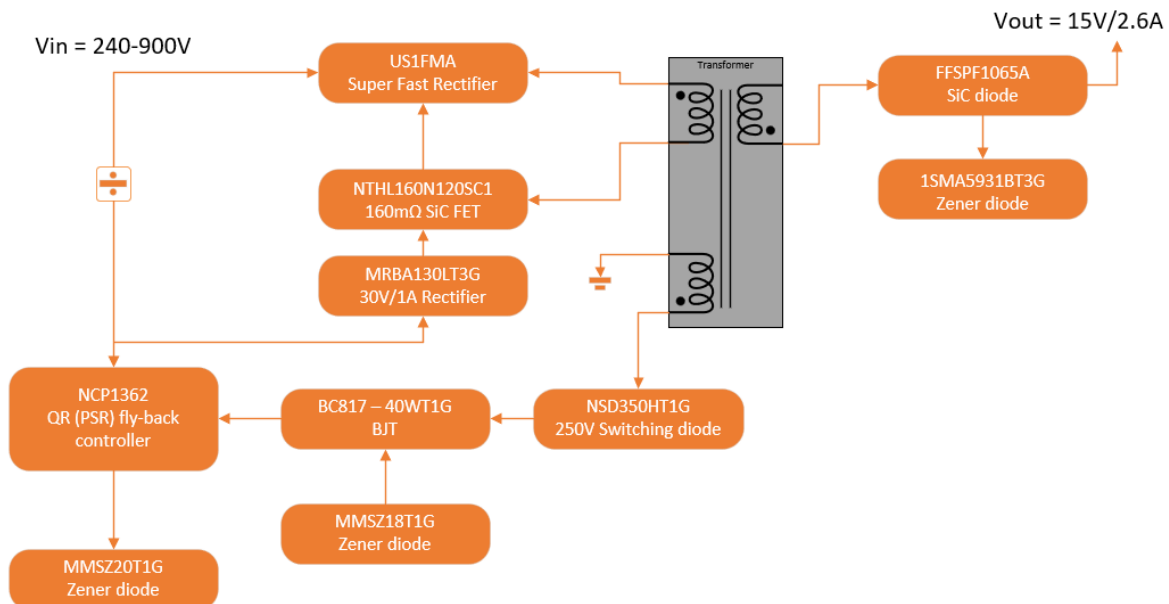 Vout = 15V/2.6A
Vin = 240-900V
US1FMA
Super Fast Rectifier
Transformer
FFSPF1065A
SiC diode
NTHL160N120SC1
160mΩ SiC FET
1SMA5931BT3G
Zener diode
MRBA130LT3G
30V/1A Rectifier
NCP1362
QR (PSR) fly-back
controller
BC817 – 40WT1G
BJT
NSD350HT1G
250V Switching diode
MMSZ18T1G
Zener diode
MMSZ20T1G
Zener diode